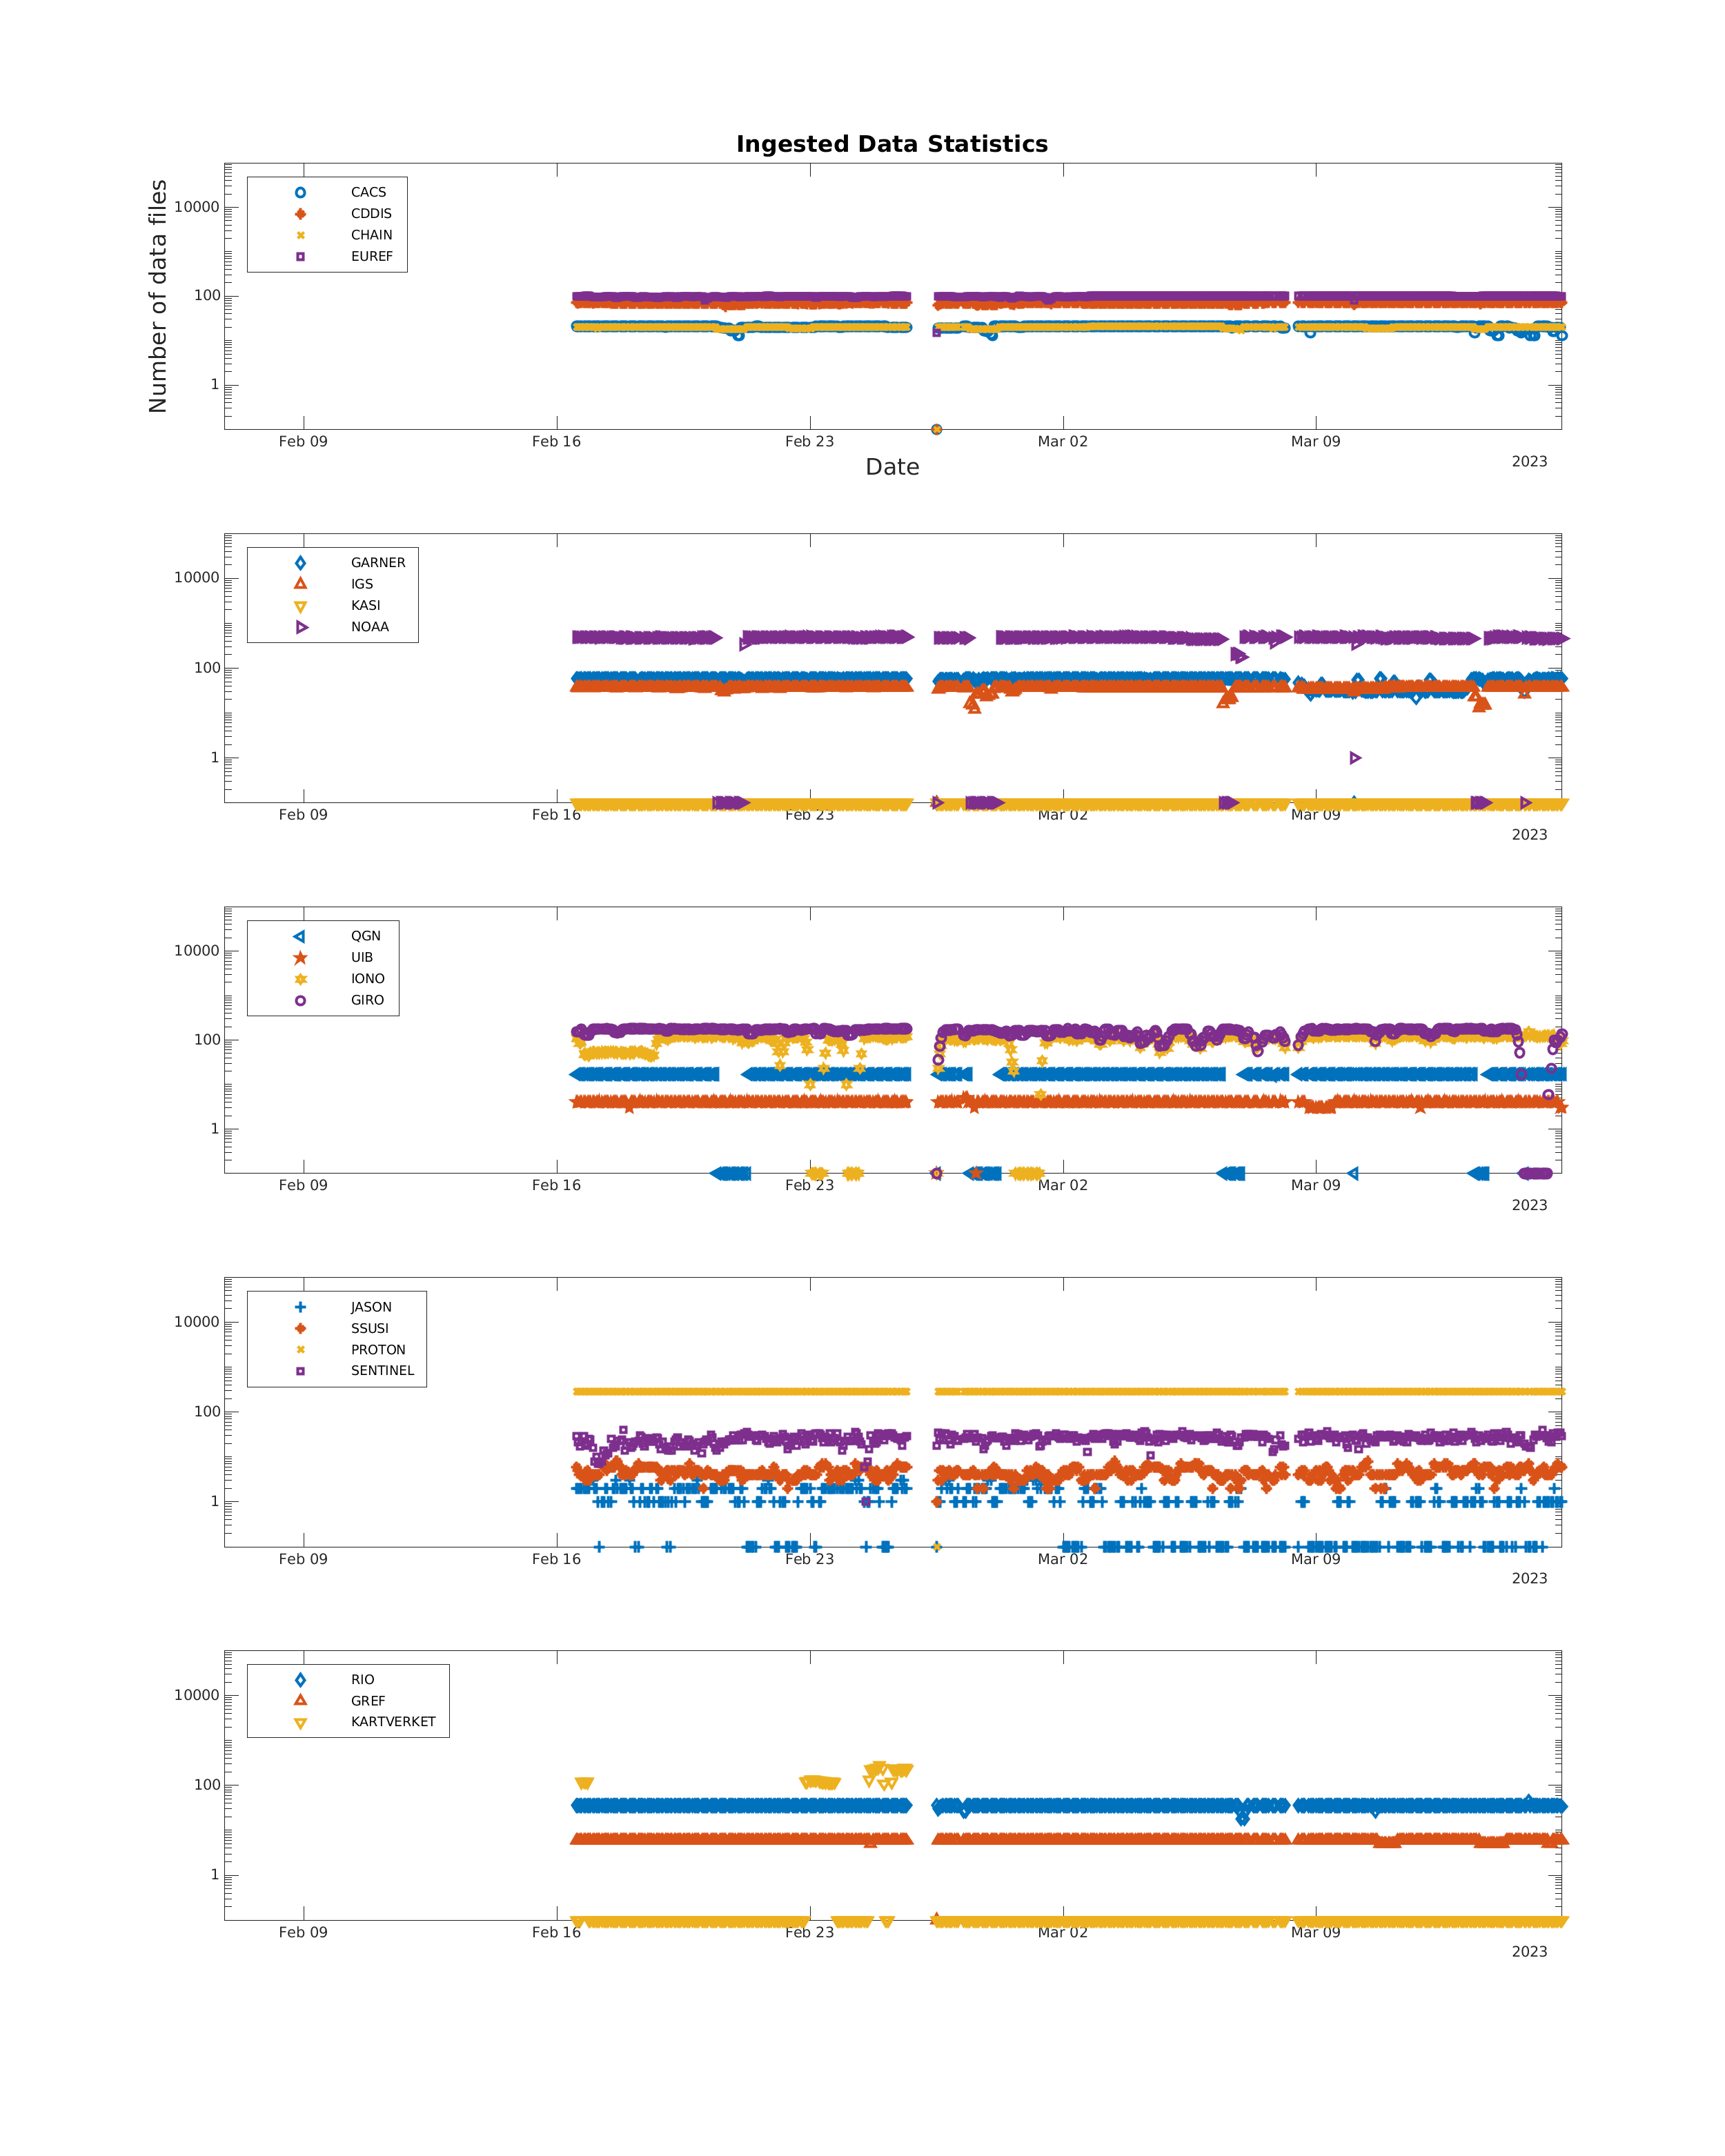 Ingested Data Statistics
Number of data files
CACS
CDDIS
CHAIN
EUREF
10000
100
1
Feb 09 Feb 16 Feb 23 Mar 02 Mar 09
2023
Date
GARNER
IGS
KASI
NOAA
10000
100
1
Feb 09 Feb 16 Feb 23 Mar 02 Mar 09
2023
QGN
UIB
IONO
GIRO
10000
100
1
Feb 09 Feb 16 Feb 23 Mar 02 Mar 09
2023
JASON
SSUSI
PROTON
SENTINEL
10000
100
1
Feb 09 Feb 16 Feb 23 Mar 02 Mar 09
2023
RIO
GREF
KARTVERKET
10000
100
1
Feb 09 Feb 16 Feb 23 Mar 02 Mar 09
2023